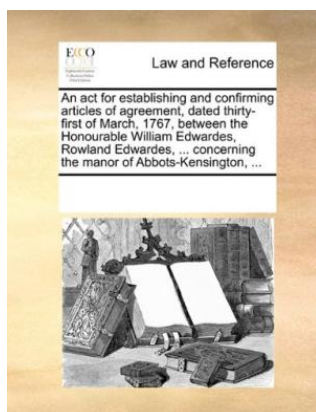 ECCO
Law and Reference
An act for establishing and confirming
articles of agreement, dated thirty-
first of March, 1767, between the
Honourable William Edwardes,
Rowland Edwardes, ... concerning
the manor of Abbots-Kensington, ...